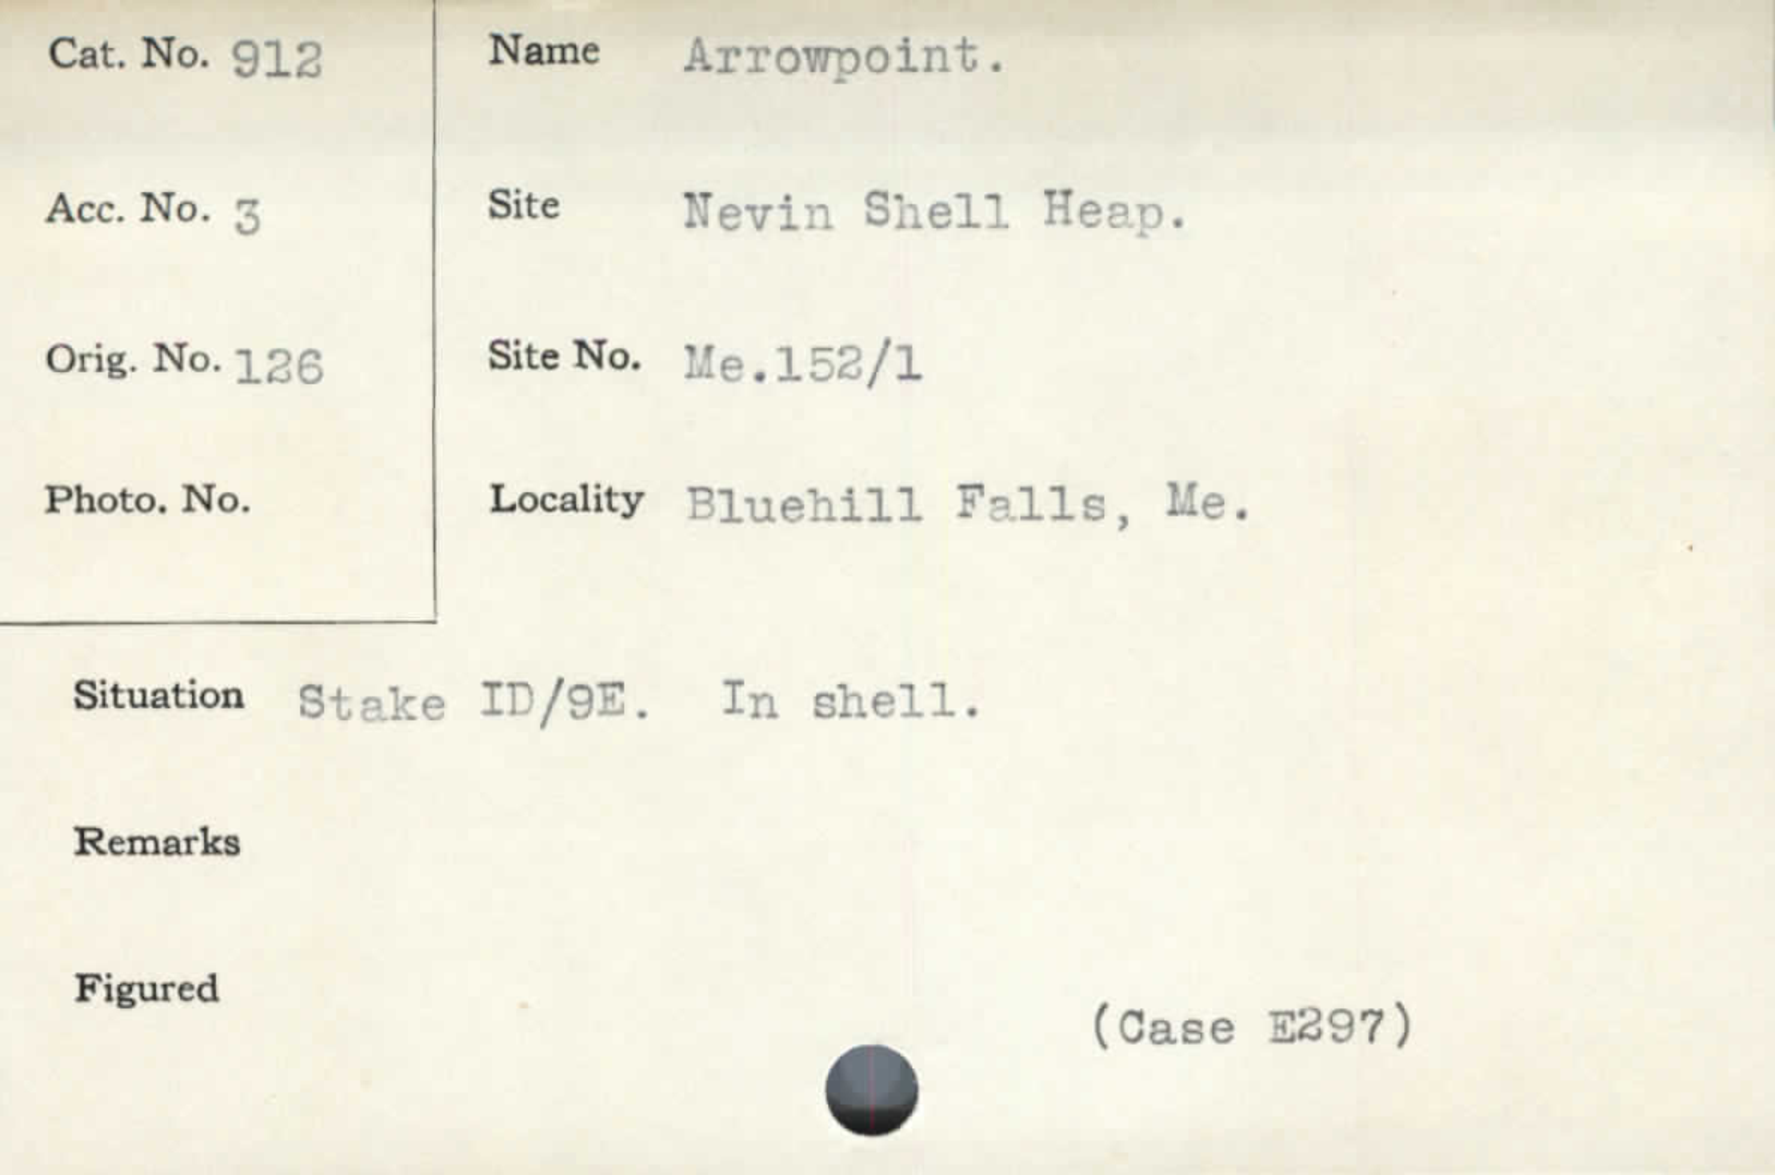 Cat. No. 912
Name Arrowpoint.
Acc. No. 3
Site Nevin Shell Heap.
Orig. No. 126
Site No. Me.152/1
Photo. No.
Locality Bluehill Falls, Me.
Situation Stake ID/9E. In shell.
Remarks
Figured
(Case E297)